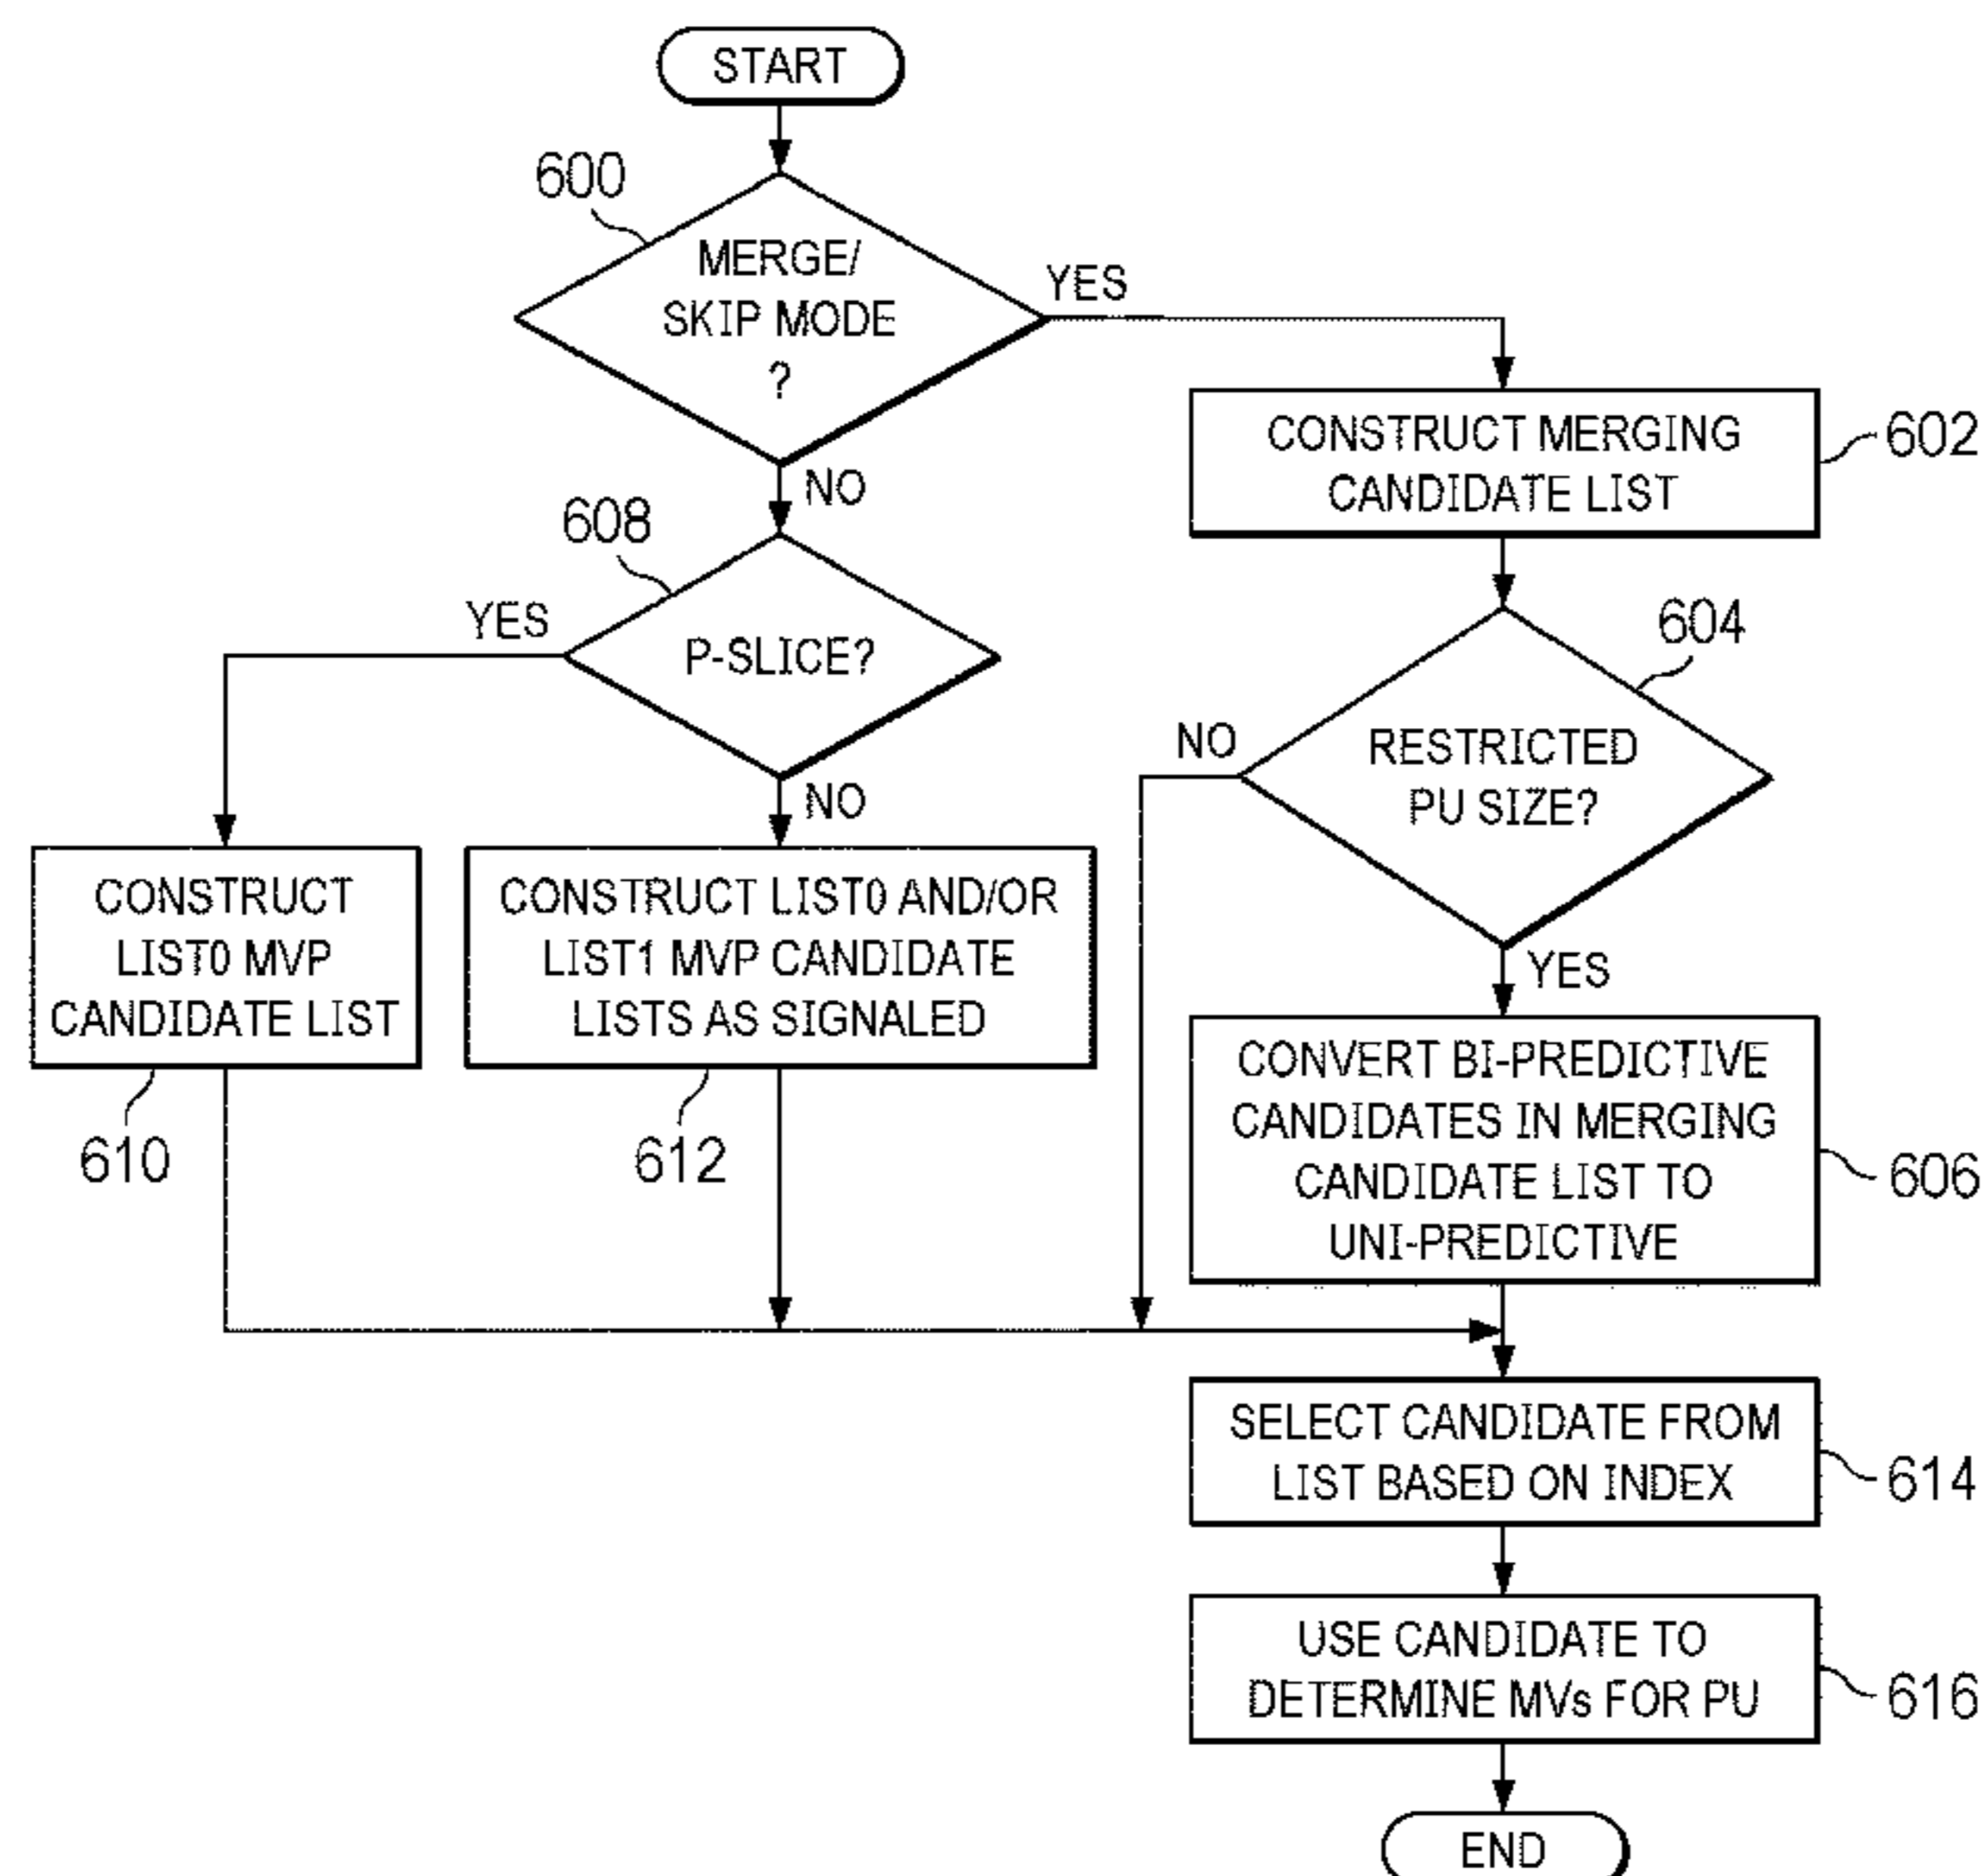 START
600
MERGE/
SKIP MODE
?
YES
NO
CONSTRUCT MERGING
CANDIDATE LIST
602
608
P-SLICE?
YES
NO
604
RESTRICTED
PU SIZE?
NO
YES
CONSTRUCT
LIST0 MVP
CANDIDATE LIST
610
CONSTRUCT LIST0 AND/OR
LIST1 MVP CANDIDATE
LISTS AS SIGNALED
612
CONVERT BI-PREDICTIVE
CANDIDATES IN MERGING
CANDIDATE LIST TO
UNI-PREDICTIVE
606
SELECT CANDIDATE FROM
LIST BASED ON INDEX
614
USE CANDIDATE TO
DETERMINE MVs FOR PU
616
END